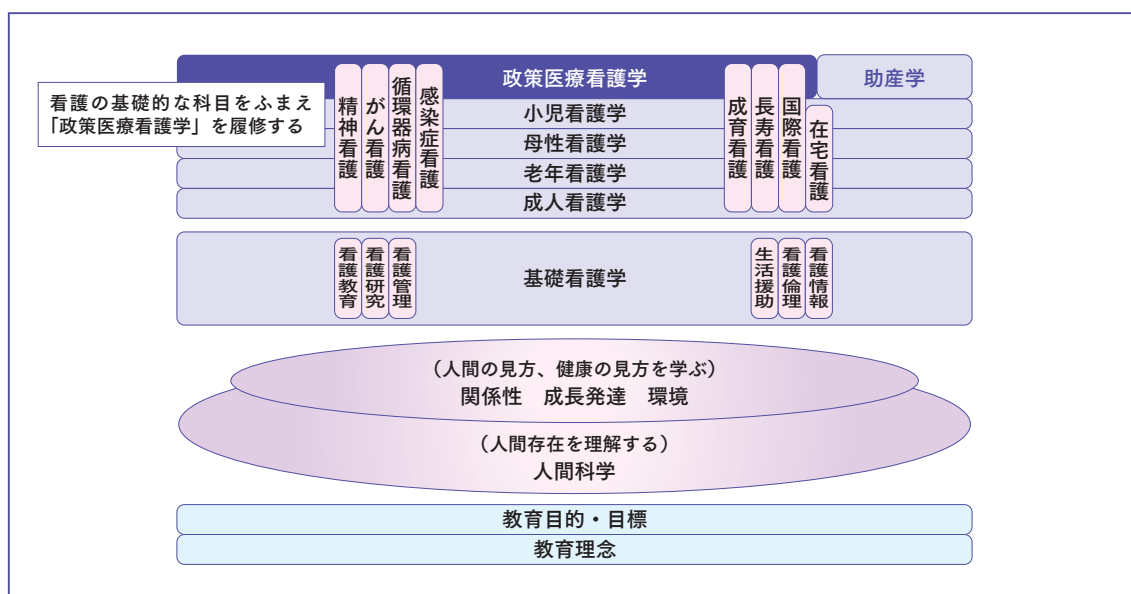 政策医療看護学
助産学
看護の基礎的な科目をふまえ
「政策医療看護学」を履修する
精神看護
がん看護
循環器病看護
感染症看護
小児看護学
母性看護学
老年看護学
成人看護学
成育看護
長寿看護
国際看護
在宅看護
看護教育
看護研究
看護管理
基礎看護学
生活援助
看護倫理
看護情報
（人間の見方、健康の見方を学ぶ）
関係性 成長発達 環境
（人間存在を理解する）
人間科学
教育目的・目標
教育理念